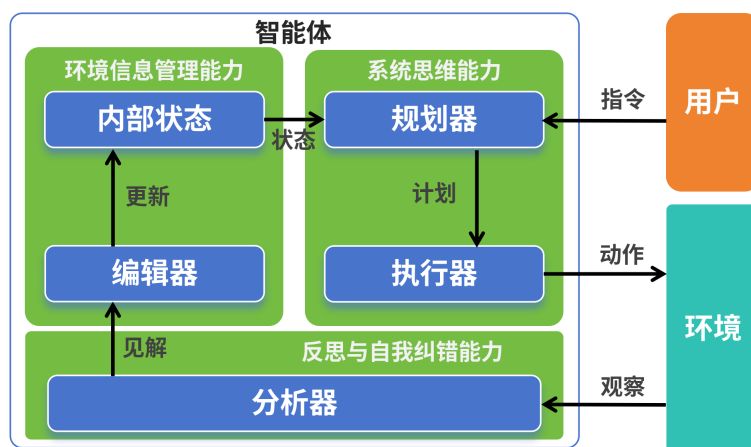 智能体
环境信息管理能力
系统思维能力
内部状态
状态
规划器
指令
用户
更新
计划
编辑器
执行器
动作
环境
见解
反思与自我纠错能力
分析器
观察